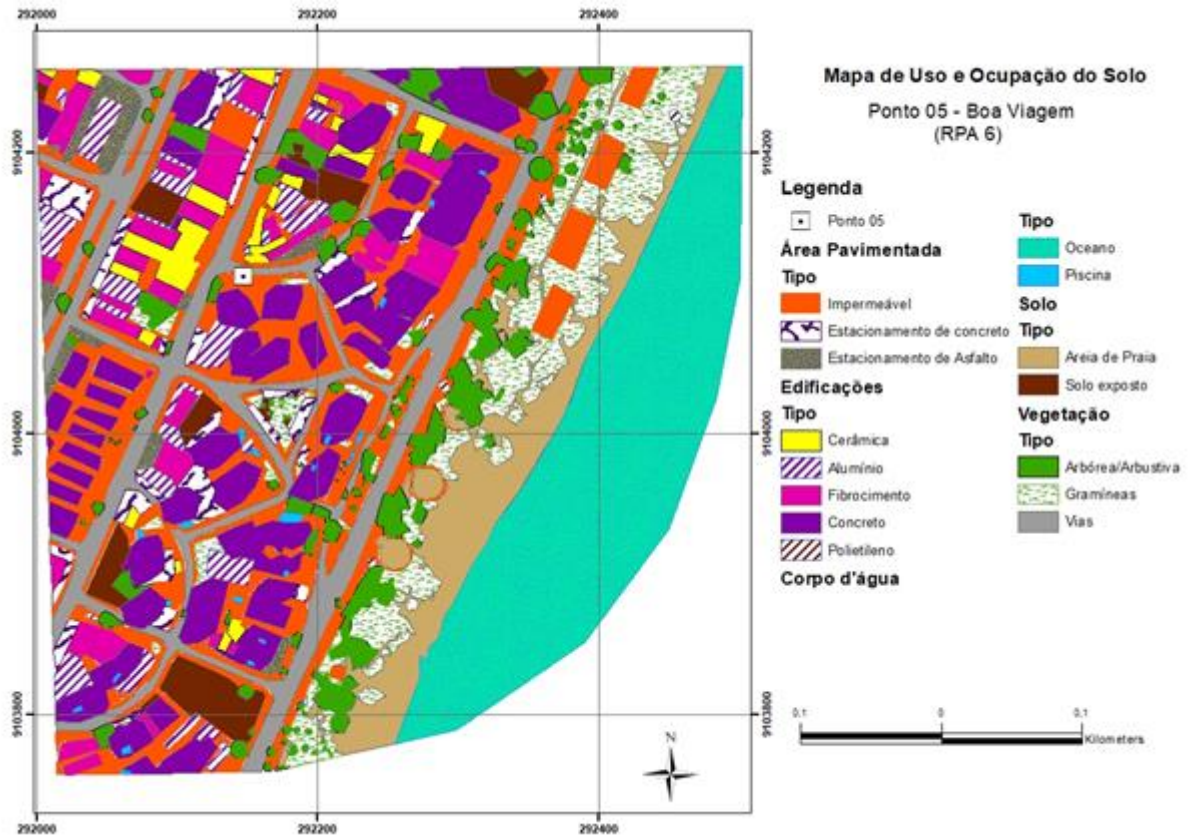 292000
292200
292400
9104200
9104000
9103800
9104200
9104000
9103800
292000
292200
292400
Mapa de Uso e Ocupação do Solo
Ponto 05 - Boa Viagem
(RPA 6)
Legenda
Ponto 05
Área Pavimentada
Tipo
Impermeável
Estacionamento de concreto
Estacionamento de Asfalto
Edificações
Tipo
Cerâmica
Alumínio
Fibrocimento
Concreto
Polietileno
Corpo d'água
Tipo
Oceano
Piscina
Solo
Tipo
Areia de Praia
Solo exposto
Vegetação
Tipo
Arbórea/Arbustiva
Gramíneas
Vias
0,1 0 0,1
Kilometers
N